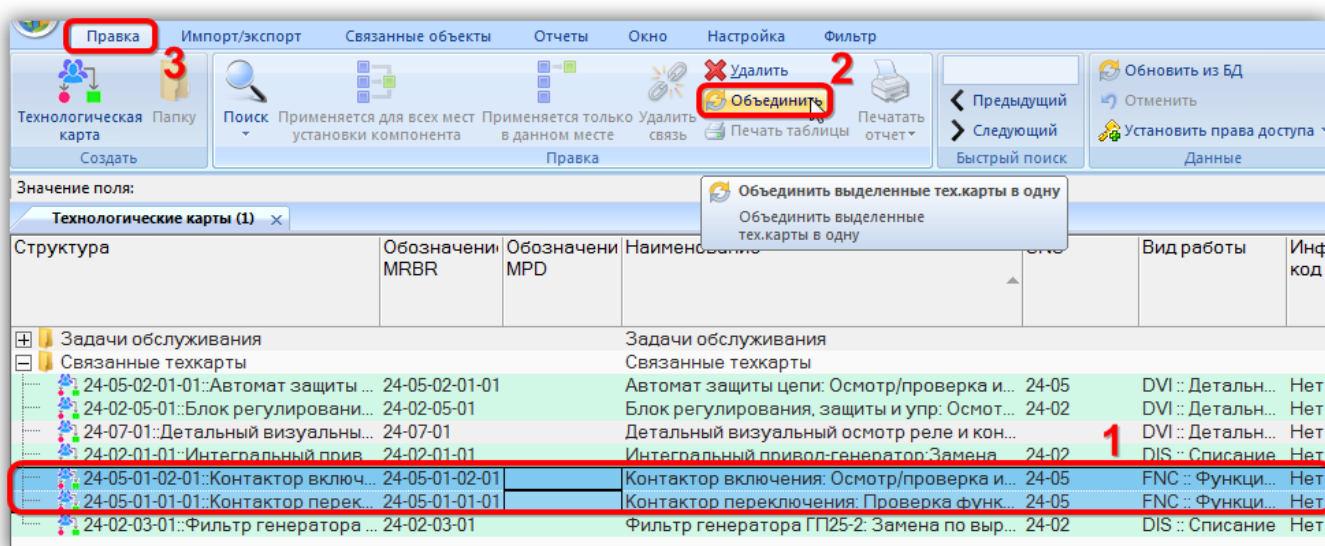 Правка Импорт/экспорт Связанные объекты Отчеты Окно Настройка Фильтр
3
2
Технологическая карта
Папку
Создать
Поиск
Применяется для всех мест установки компонента
Применяется только в данном месте
Удалить связь
Удалить
Объединить
Печать таблицы
Печатать отчет
Правка
Предыдущий
Следующий
Быстрый поиск
Обновить из БД
Отменить
Установить права доступа
Данные
Значение поля:
Объединить выделенные тех.карты в одну
Объединить выделенные
тех.карты в одну
Технологические карты (1) ×
Структура Обозначени MRBR Обозначени MPD Наименование Вид работы Инф код
Задачи обслуживания Задачи обслуживания
Связанные техкарты Связанные техкарты
24-05-02-01-01::Автомат защиты ... 24-05-02-01-01 Автомат защиты цепи: Осмотр/проверка и... 24-05 DVI :: Детальн... Нет
24-02-05-01::Блок регулировани... 24-02-05-01 Блок регулирования, защиты и упр: Осмот... 24-02 DVI :: Детальн... Нет
24-07-01::Детальный визуальны... 24-07-01 Детальный визуальный осмотр реле и кон... DVI :: Детальн... Нет
1
24-02-01-01::Интегральный прив... 24-02-01-01 Интегральный привод-генератор:Замена 24-02 DIS :: Списание Нет
24-05-01-02-01::Контактор включ... 24-05-01-02-01 Контактор включения: Осмотр/проверка и... 24-05 FNC :: Функци... Нет
24-05-01-01-01::Контактор перек... 24-05-01-01-01 Контактор переключения: Проверка функ... 24-05 FNC :: Функци... Нет
24-02-03-01::Фильтр генератора ... 24-02-03-01 Фильтр генератора ГП25-2: Замена по выр... 24-02 DIS :: Списание Нет